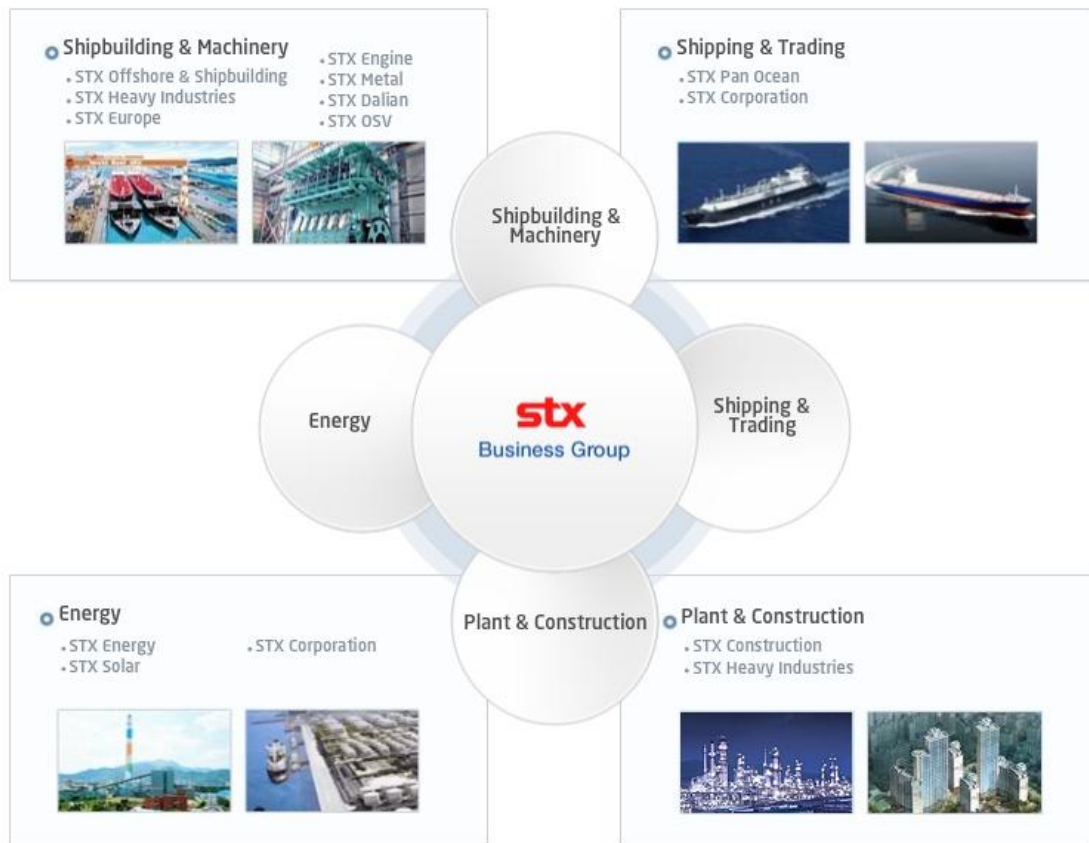 Shipbuilding & Machinery
. STX Offshore & Shipbuilding
. STX Heavy Industries
. STX Europe
. STX Engine
. STX Metal
. STX Dalian
. STX OSV
Shipping & Trading
. STX Pan Ocean
. STX Corporation
Shipbuilding &
Machinery
Energy
stx
Business Group
Shipping &
Trading
Plant & Construction
Energy
. STX Energy
. STX Solar
. STX Corporation
Plant & Construction
. STX Construction
. STX Heavy Industries